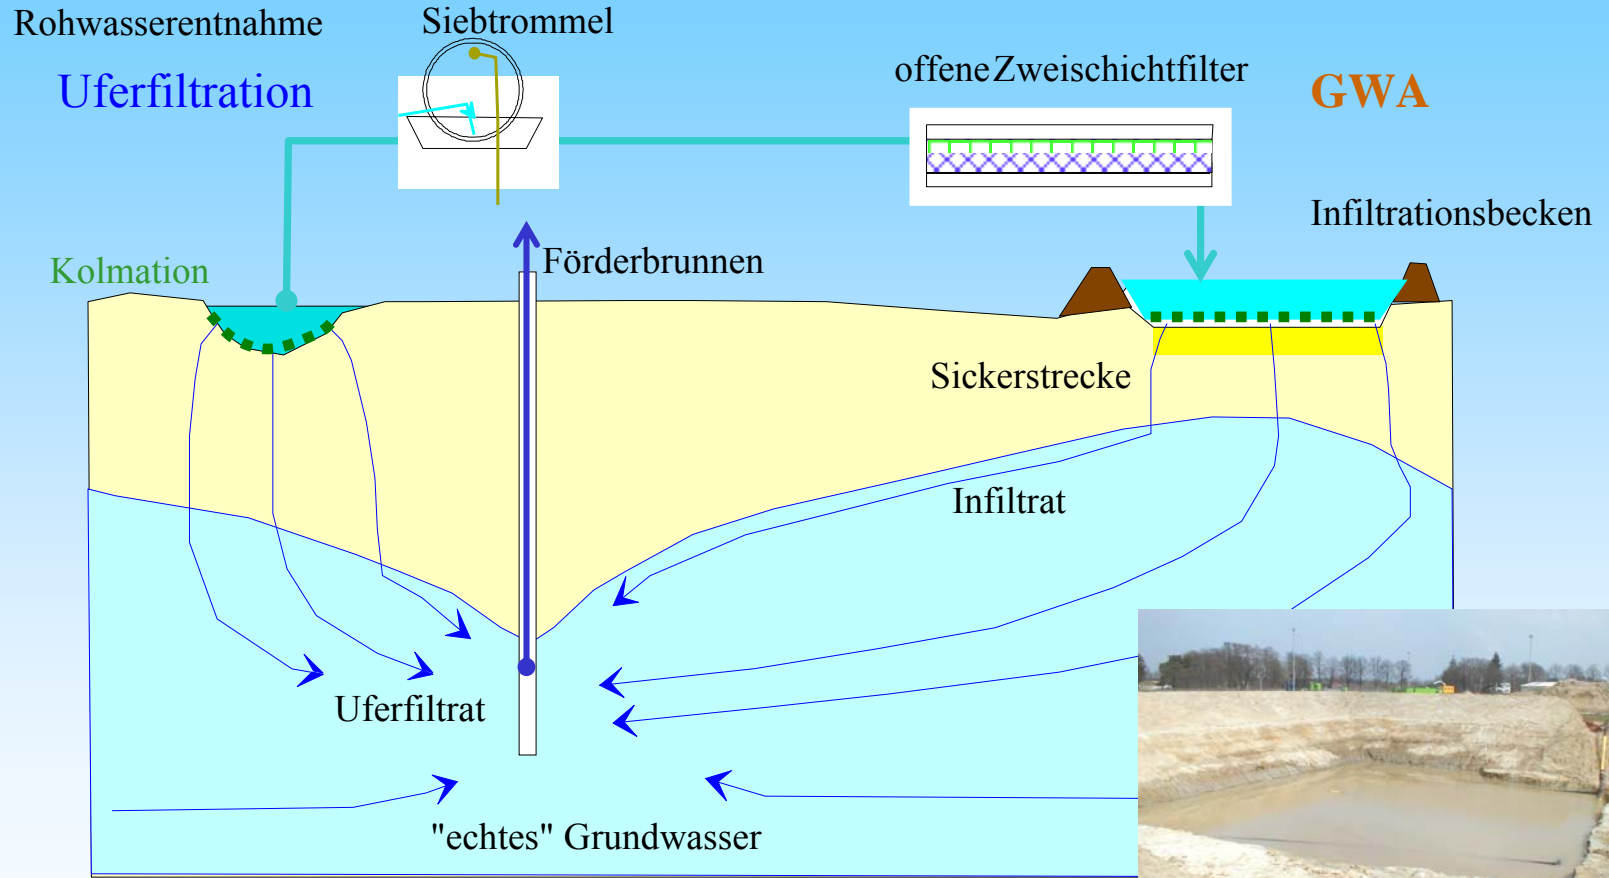 Rohwasserentnahme
Siebtrommel
Uferfiltration
offene Zweischichtfilter
GWA
Infiltrationsbecken
Kolmation
Förderbrunnen
Sickerstrecke
Infiltrat
Uferfiltrat
"echtes" Grundwasser